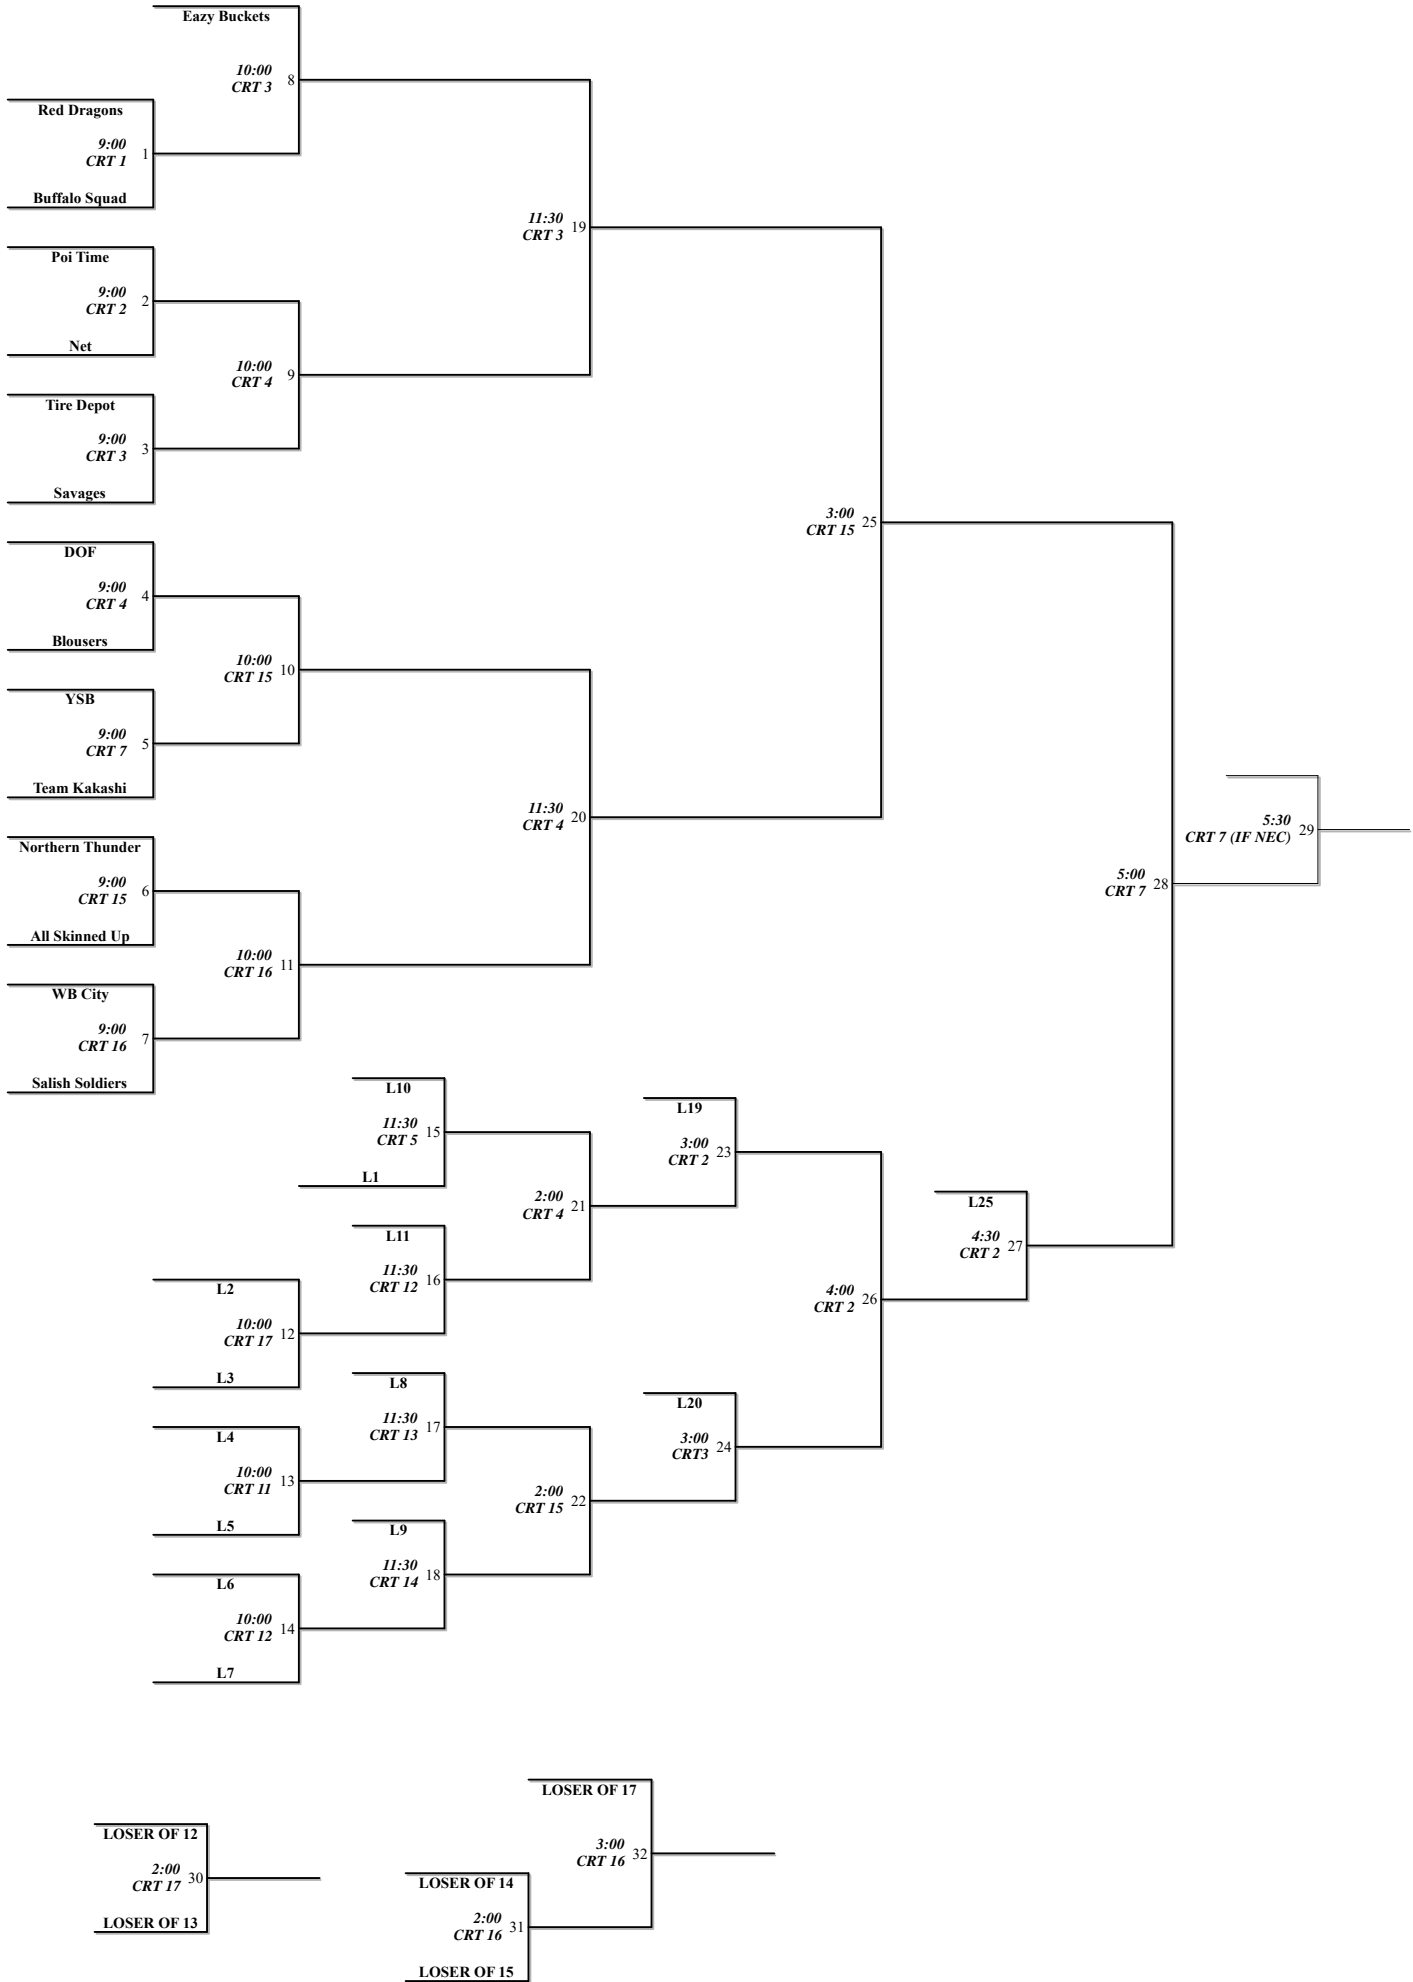 Eazy Buckets
10:00
CRT 3 8
Red Dragons
9:00
CRT 1 1
Buffalo Squad
Poi Time
9:00
CRT 2 2
Net
11:30
CRT 3 19
10:00
CRT 4 9
Tire Depot
9:00
CRT 3 3
Savages
3:00
CRT 15 25
DOF
9:00
CRT 4 4
Blousers
10:00
CRT 15 10
YSB
9:00
CRT 7 5
Team Kakashi
11:30
CRT 4 20
5:30
CRT 7 (IF NEC) 29
Northern Thunder
9:00
CRT 15 6
All Skinned Up
5:00
CRT 7 28
10:00
CRT 16 11
WB City
9:00
CRT 16 7
Salish Soldiers
L10
11:30
CRT 5 15
L1
L19
3:00
CRT 2 23
2:00
CRT 4 21
L25
4:30
CRT 2 27
L11
11:30
CRT 12 16
L2
10:00
CRT 17 12
L3
4:00
CRT 2 26
L8
11:30
CRT 13 17
L20
3:00
CRT3 24
L4
10:00
CRT 11 13
L5
2:00
CRT 15 22
L9
11:30
CRT 14 18
L6
10:00
CRT 12 14
L7
LOSER OF 17
3:00
CRT 16 32
LOSER OF 12
2:00
CRT 17 30
LOSER OF 13
LOSER OF 14
2:00
CRT 16 31
LOSER OF 15